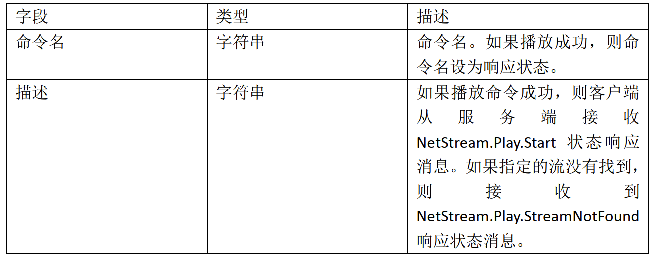 字段 类型 描述
命令名 字符串 命令名。如果播放成功，则命
令名设为响应状态。
描述 字符串 如果播放命令成功，则客户端
从服务端接收
NetStream.Play.Start 状态响应
消息。如果指定的流没有找到，
则接收到
NetStream.Play.StreamNotFound
响应状态消息。